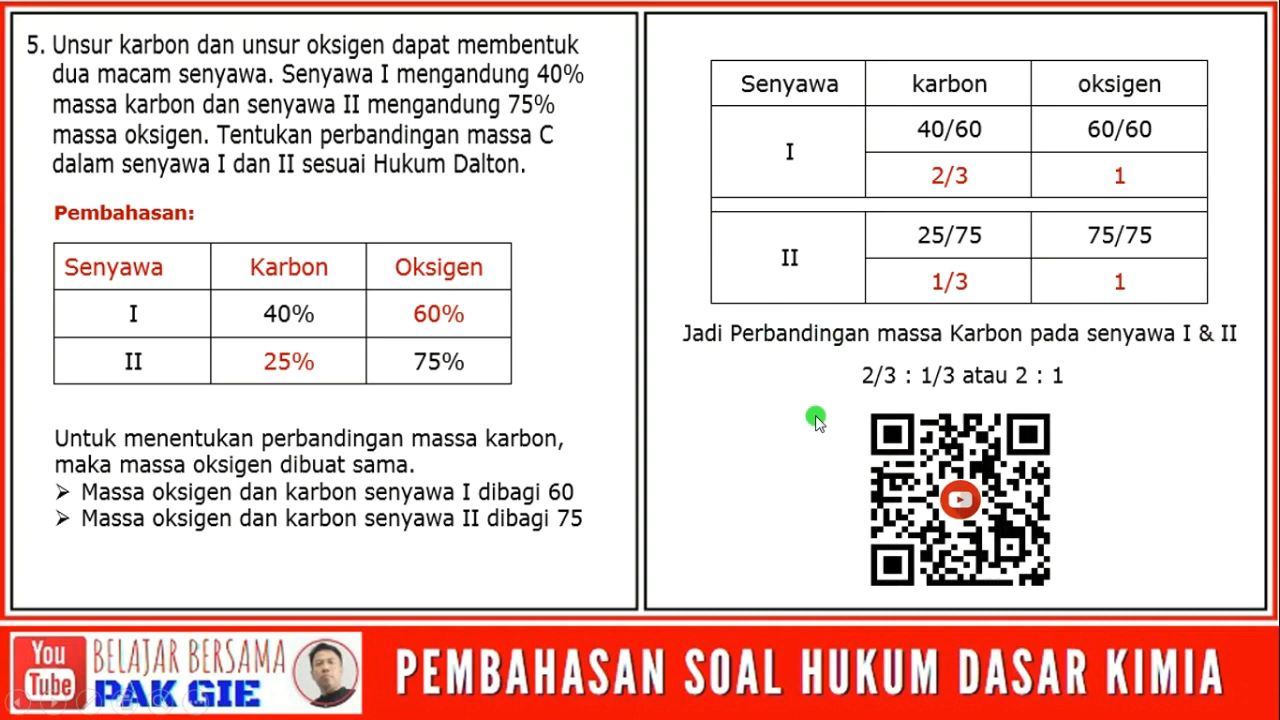 5. Unsur karbon dan unsur oksigen dapat membentuk
dua macam senyawa. Senyawa I mengandung 40%
massa karbon dan senyawa II mengandung 75%
massa oksigen. Tentukan perbandingan massa C
dalam senyawa I dan II sesuai Hukum Dalton.
Pembahasan:
Senyawa Karbon Oksigen
I 40% 60%
II 25% 75%
Untuk menentukan perbandingan massa karbon,
maka massa oksigen dibuat sama.
➢ Massa oksigen dan karbon senyawa I dibagi 60
➢ Massa oksigen dan karbon senyawa II dibagi 75
Senyawa karbon oksigen
I 40/60 60/60
2/3 1
II 25/75 75/75
1/3 1
Jadi Perbandingan massa Karbon pada senyawa I & II
2/3 : 1/3 atau 2 : 1
You
Tube
BELAJAR BERSAMA
PAK GIE
PEMBAHASAN SOAL HUKUM DASAR KIMIA